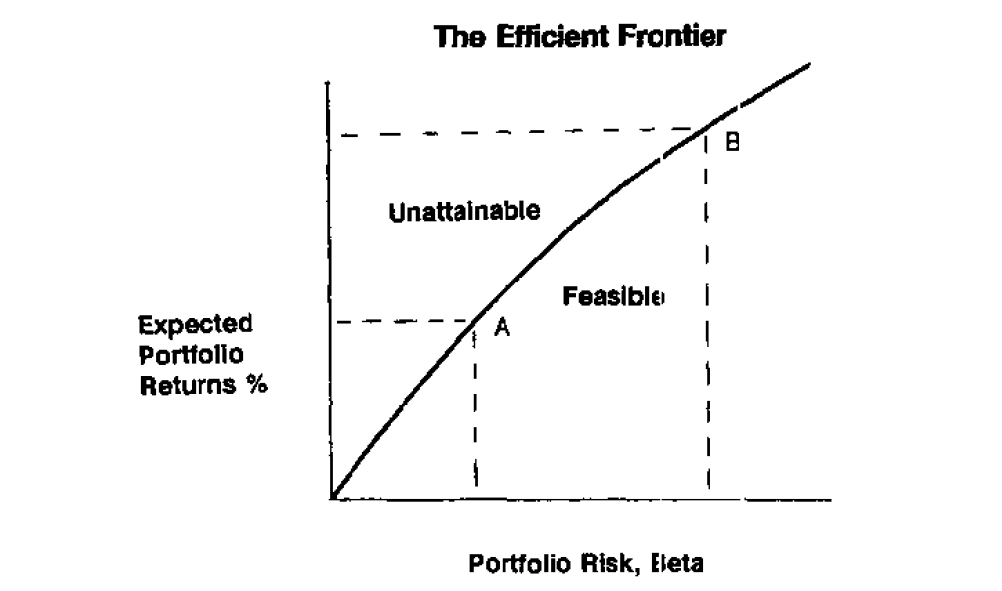 The Efficient Frontier
B
Unattainable
Feasible
A
Expected
Portfolio
Returns %
Portfolio Risk, Beta